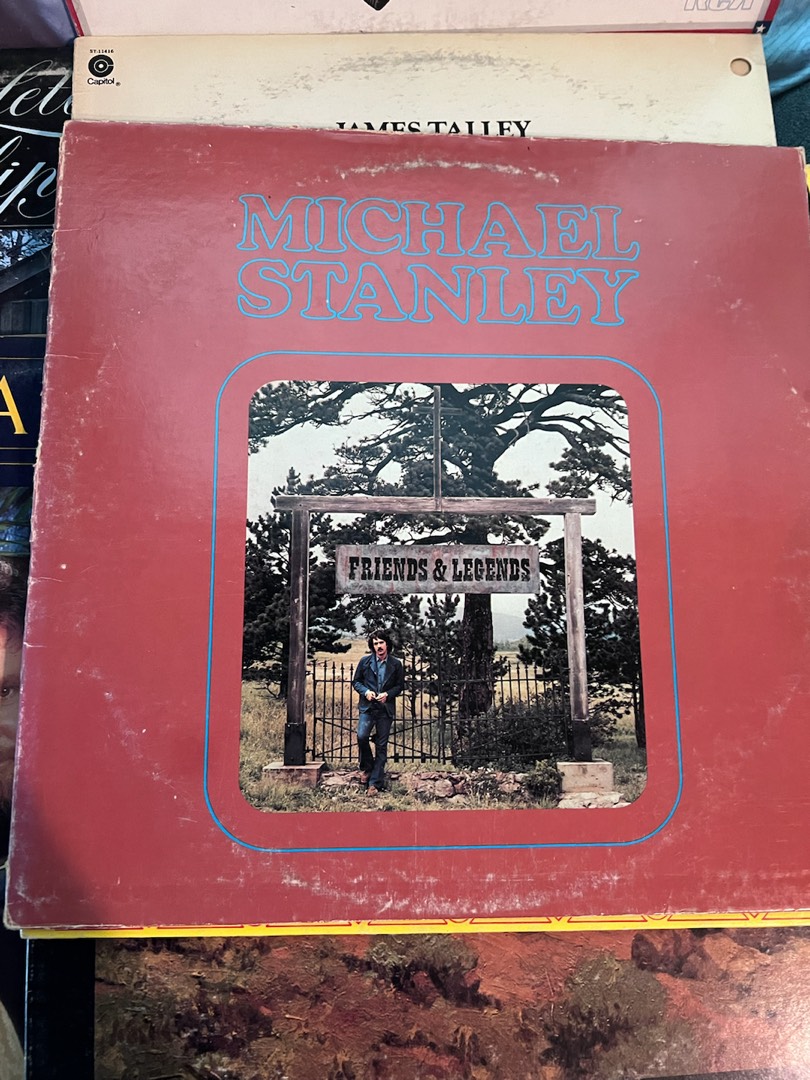 RCA
ST-11416
Capitol®
JAMES TALLEY
MICHAEL
STANLEY
FRIENDS & LEGENDS
A